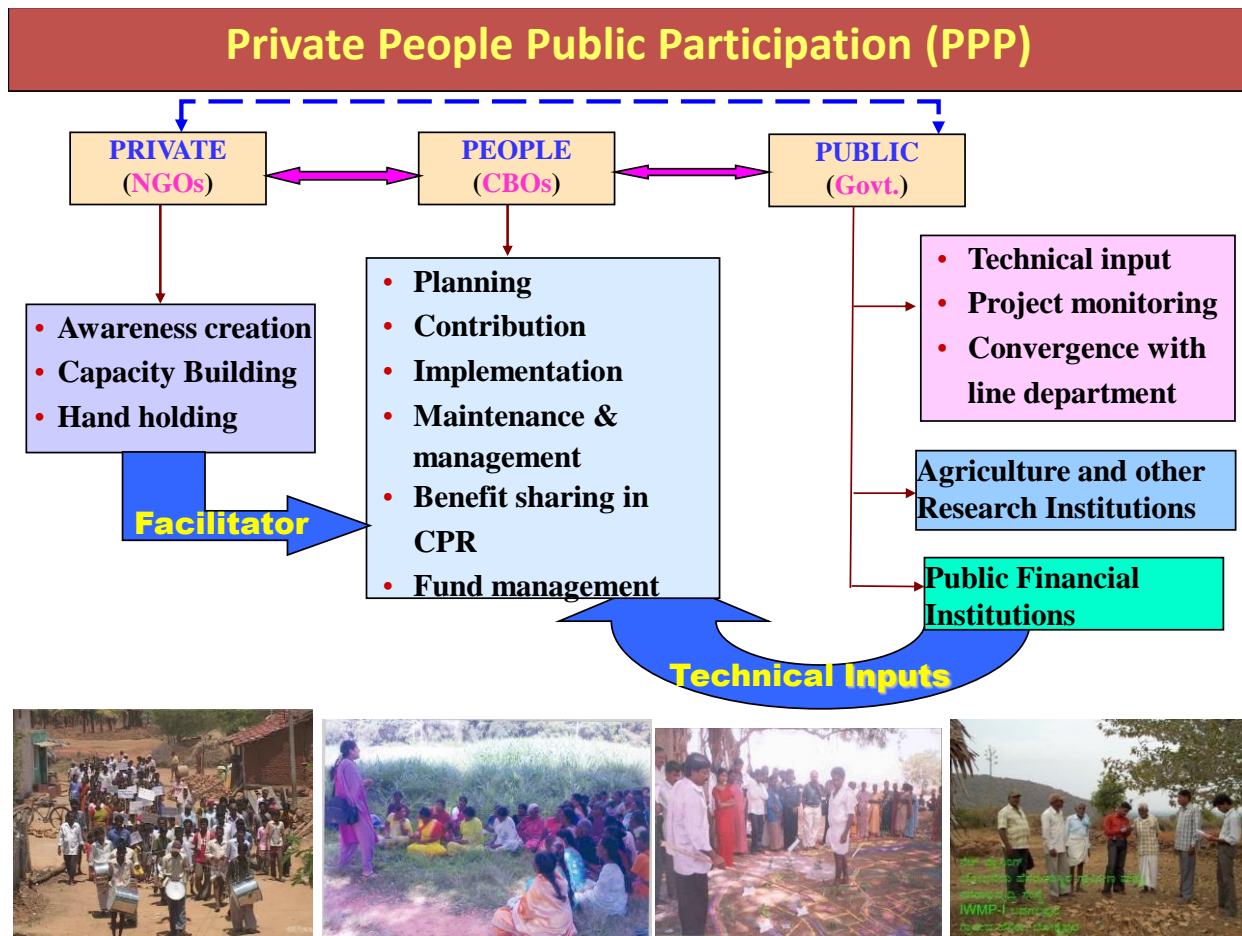 Private People Public Participation (PPP)
PRIVATE
(NGOs)
PEOPLE
(CBOs)
PUBLIC
(Govt.)
• Awareness creation
• Capacity Building
• Hand holding
Facilitator
• Planning
• Contribution
• Implementation
• Maintenance &
management
• Benefit sharing in
CPR
• Fund management
• Technical input
• Project monitoring
• Convergence with
line department
Agriculture and other
Research Institutions
Public Financial
Institutions
Technical Inputs
IWMP-I